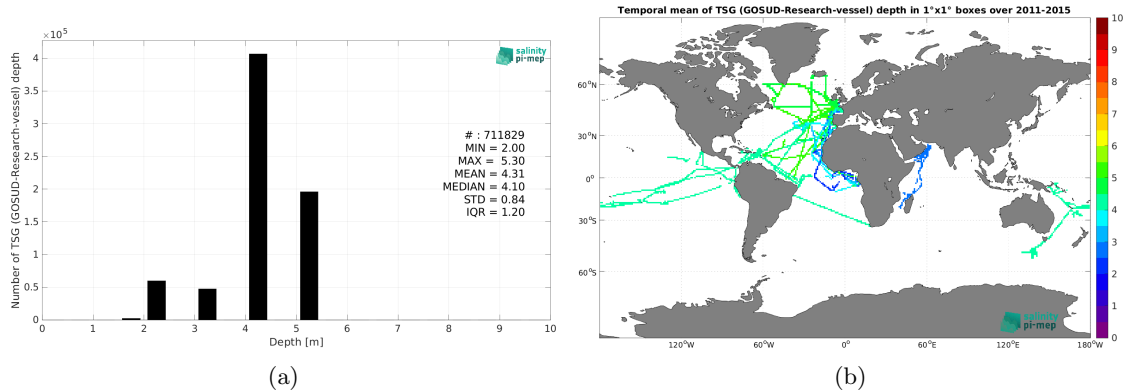 ×10⁵
4
3.5
3
2.5
2
1.5
1
0.5
0
Number of TSG (GOSUD-Research-vessel) depth
salinity
pi-mep
# : 711829
MIN = 2.00
MAX = 5.30
MEAN = 4.31
MEDIAN = 4.10
STD = 0.84
IQR = 1.20
0 1 2 3 4 5 6 7 8 9 10
Depth [m]
(a)
Temporal mean of TSG (GOSUD-Research-vessel) depth in 1°x1° boxes over 2011-2015
60°N
30°N
0°
30°S
60°S
120°W 60°W 0° 60°E 120°E 180°W
salinity
pi-mep
10
9
8
7
6
5
4
3
2
1
0
(b)